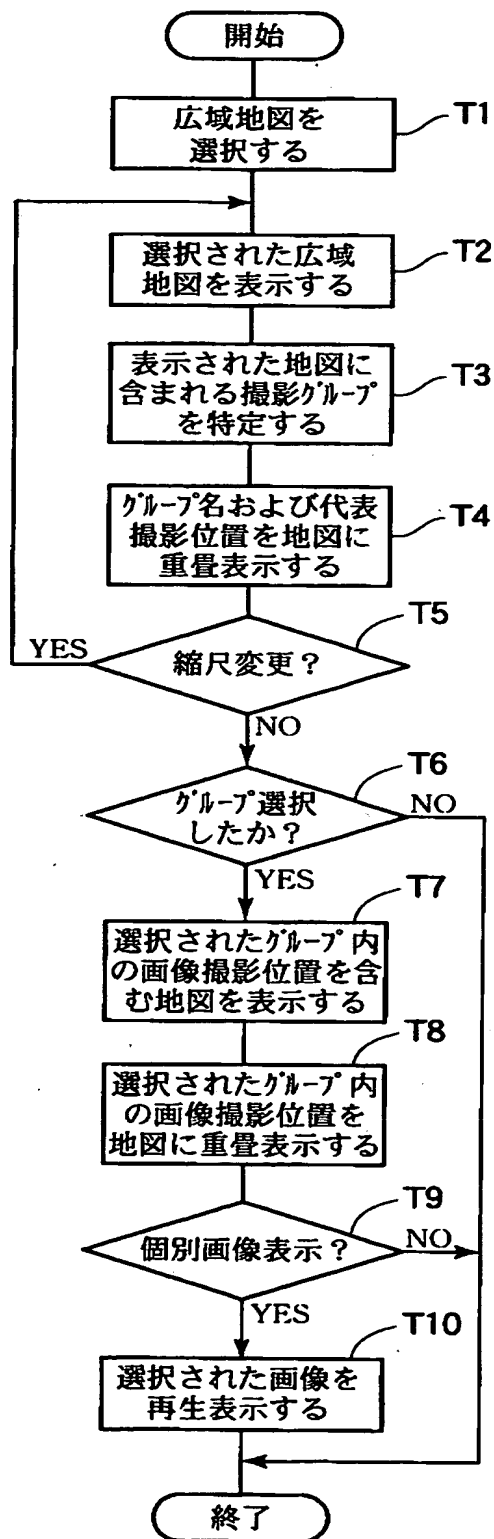 開始
広域地図を
選択する
T1
選択された広域
地図を表示する
T2
表示された地図に
含まれる撮影ｸﾞﾙｰﾌﾟ
を特定する
T3
ｸﾞﾙｰﾌﾟ名および代表
撮影位置を地図に
重畳表示する
T4
T5
縮尺変更？
YES
NO
T6
ｸﾞﾙｰﾌﾟ選択
したか？
NO
YES
T7
選択されたｸﾞﾙｰﾌﾟ内
の画像撮影位置を含
む地図を表示する
T8
選択されたｸﾞﾙｰﾌﾟ内
の画像撮影位置を
地図に重畳表示する
T9
個別画像表示？
NO
YES
T10
選択された画像を
再生表示する
終了